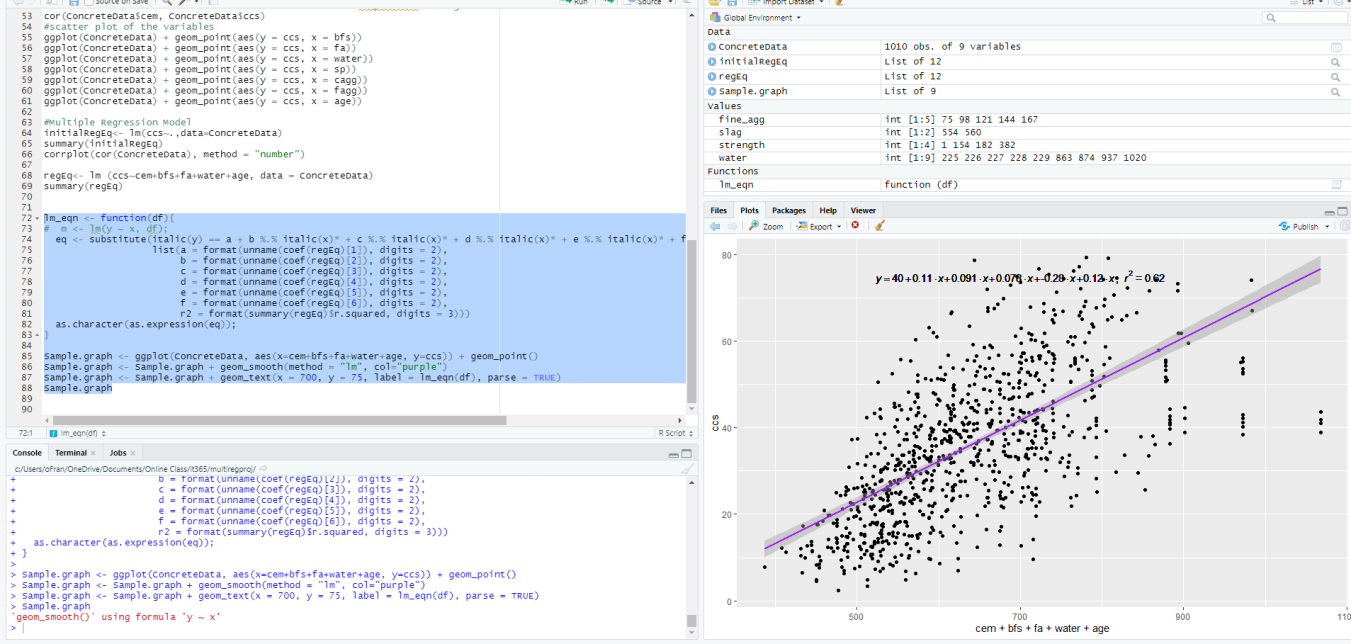 Source on Save
Run
Source
53 cor(ConcreteData$cem, ConcreteData$ccs)
54 #scatter plot of the variables
55 ggplot(ConcreteData) + geom_point(aes(y = ccs, x = bfs))
56 ggplot(ConcreteData) + geom_point(aes(y = ccs, x = fa))
57 ggplot(ConcreteData) + geom_point(aes(y = ccs, x = water))
58 ggplot(ConcreteData) + geom_point(aes(y = ccs, x = sp))
59 ggplot(ConcreteData) + geom_point(aes(y = ccs, x = cagg))
60 ggplot(ConcreteData) + geom_point(aes(y = ccs, x = fagg))
61 ggplot(ConcreteData) + geom_point(aes(y = ccs, x = age))
62
63 #Multiple Regression Model
64 initialRegEq<- lm(ccs~.,data=ConcreteData)
65 summary(initialRegEq)
66 corrplot(cor(ConcreteData), method = "number")
67
68 regEq<- lm (ccs~cem+bfs+fa+water+age, data = ConcreteData)
69 summary(regEq)
70
71
72 lm_eqn <- function(df){
73 # m <- lm(y ~ x, df);
74 eq <- substitute(italic(y) == a + b %.% italic(x)* + c %.% italic(x)* + d %.% italic(x)* + e %.% italic(x)* + f
75 list(a = format(unname(coef(regEq)[1]), digits = 2),
76 b = format(unname(coef(regEq)[2]), digits = 2),
77 c = format(unname(coef(regEq)[3]), digits = 2),
78 d = format(unname(coef(regEq)[4]), digits = 2),
79 e = format(unname(coef(regEq)[5]), digits = 2),
80 f = format(unname(coef(regEq)[6]), digits = 2),
81 r2 = format(summary(regEq)$r.squared, digits = 3)))
82 as.character(as.expression(eq));
83 }
84
85 Sample.graph <- ggplot(ConcreteData, aes(x=cem+bfs+fa+water+age, y=ccs)) + geom_point()
86 Sample.graph <- Sample.graph + geom_smooth(method = "lm", col="purple")
87 Sample.graph <- Sample.graph + geom_text(x = 700, y = 75, label = lm_eqn(df), parse = TRUE)
88 Sample.graph
89
90
72:1 lm_eqn(df) R Script
Console Terminal Jobs
c:/Users/oFran/OneDrive/Documents/Online Class/it365/multiregproj/
+ b = format(unname(coef(regEq)[2]), digits = 2),
+ c = format(unname(coef(regEq)[3]), digits = 2),
+ d = format(unname(coef(regEq)[4]), digits = 2),
+ e = format(unname(coef(regEq)[5]), digits = 2),
+ f = format(unname(coef(regEq)[6]), digits = 2),
+ r2 = format(summary(regEq)$r.squared, digits = 3)))
+ as.character(as.expression(eq));
+ }
>
> Sample.graph <- ggplot(ConcreteData, aes(x=cem+bfs+fa+water+age, y=ccs)) + geom_point()
> Sample.graph <- Sample.graph + geom_smooth(method = "lm", col="purple")
> Sample.graph <- Sample.graph + geom_text(x = 700, y = 75, label = lm_eqn(df), parse = TRUE)
> Sample.graph
`geom_smooth()` using formula 'y ~ x'
>
Import Dataset List
Global Environment
Data
ConcreteData 1010 obs. of 9 variables
initialRegEq List of 12
regEq List of 12
Sample.graph List of 9
Values
fine_agg int [1:5] 75 98 121 144 167
slag int [1:2] 554 560
strength int [1:4] 1 154 182 382
water int [1:9] 225 226 227 228 229 863 874 937 1020
Functions
lm_eqn function (df)
Files Plots Packages Help Viewer
Zoom Export Publish
80
y = 40 + 0.11 · x + 0.091 · x + 0.078 · x + -0.28 · x + 0.12 · x, r2 = 0.62
60
ccs
40
20
0
500 700 900 110
cem + bfs + fa + water + age